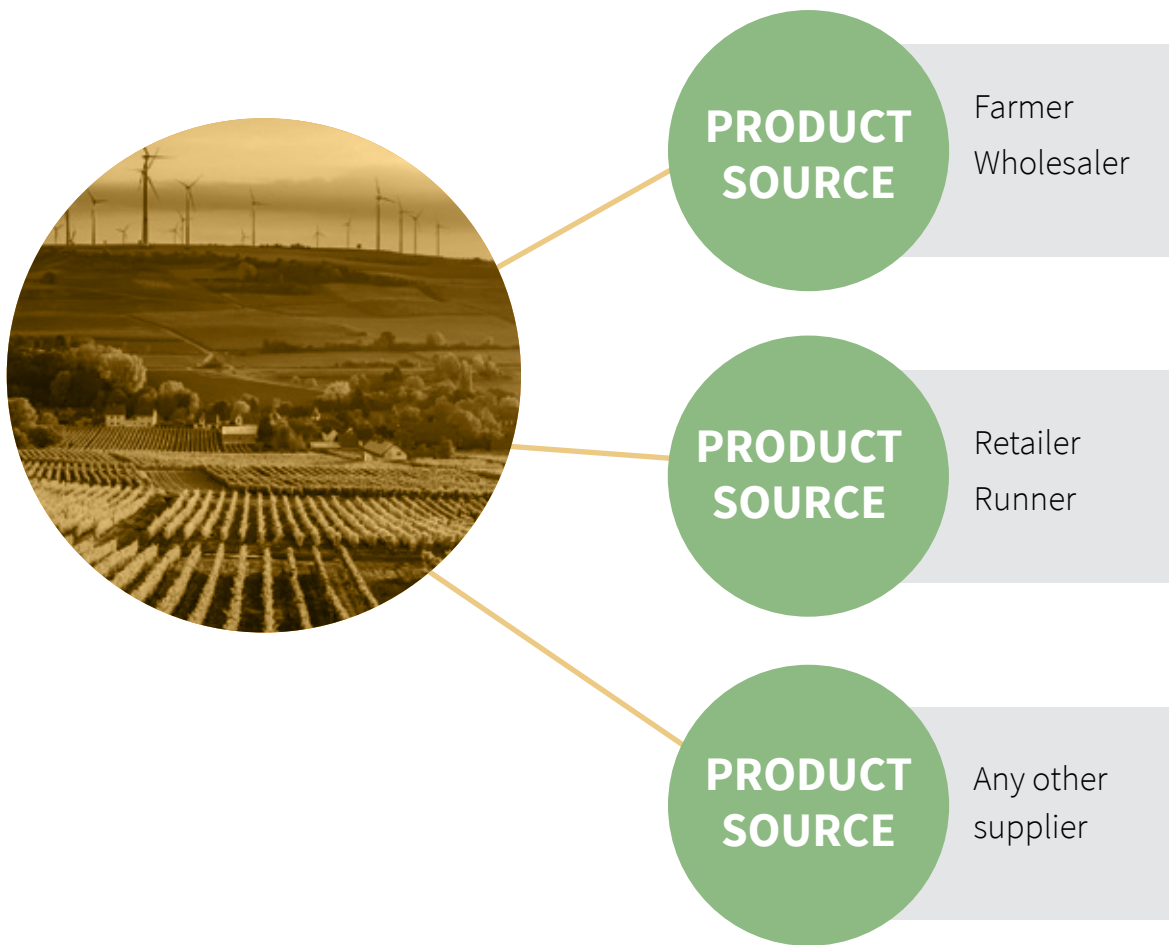 PRODUCT
SOURCE
Farmer
Wholesaler
PRODUCT
SOURCE
Retailer
Runner
PRODUCT
SOURCE
Any other
supplier